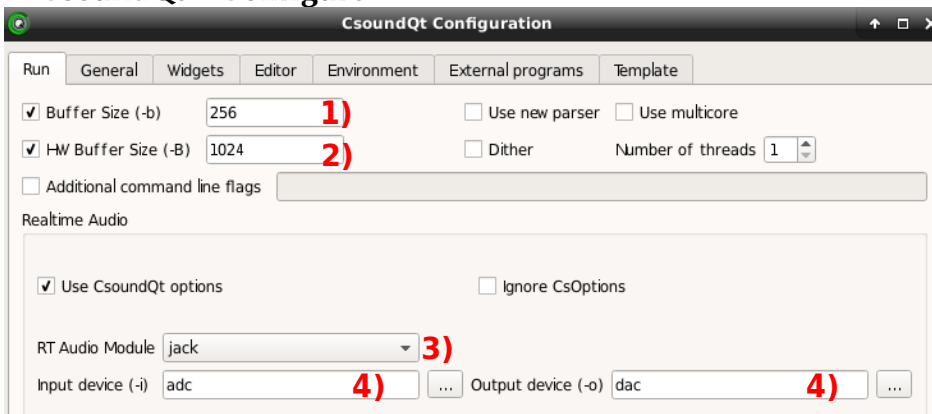 CsoundQt Configuration
Run General Widgets Editor Environment External programs Template
Buffer Size (-b) 256 1) Use new parser Use multicore
HW Buffer Size (-B) 1024 2) Dither Number of threads 1
Additional command line flags
Realtime Audio
Use CsoundQt options Ignore CsOptions
RT Audio Module jack 3)
Input device (-i) adc 4) ... Output device (-o) dac 4) ...